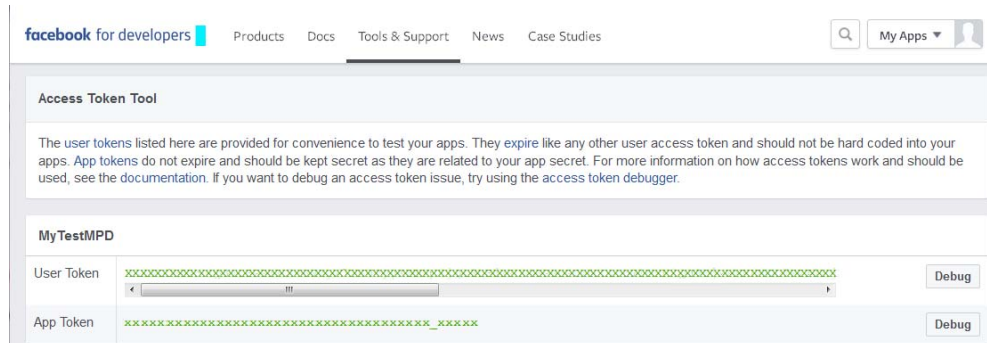 facebook for developers Products Docs Tools & Support News Case Studies My Apps
Access Token Tool
The user tokens listed here are provided for convenience to test your apps. They expire like any other user access token and should not be hard coded into your
apps. App tokens do not expire and should be kept secret as they are related to your app secret. For more information on how access tokens work and should be
used, see the documentation. If you want to debug an access token issue, try using the access token debugger.
MyTestMPD
User Token Debug
App Token xxxxxxxxxxxxxxxxxxxxxxxxxxxxxxxxxxxx_xxxxx Debug